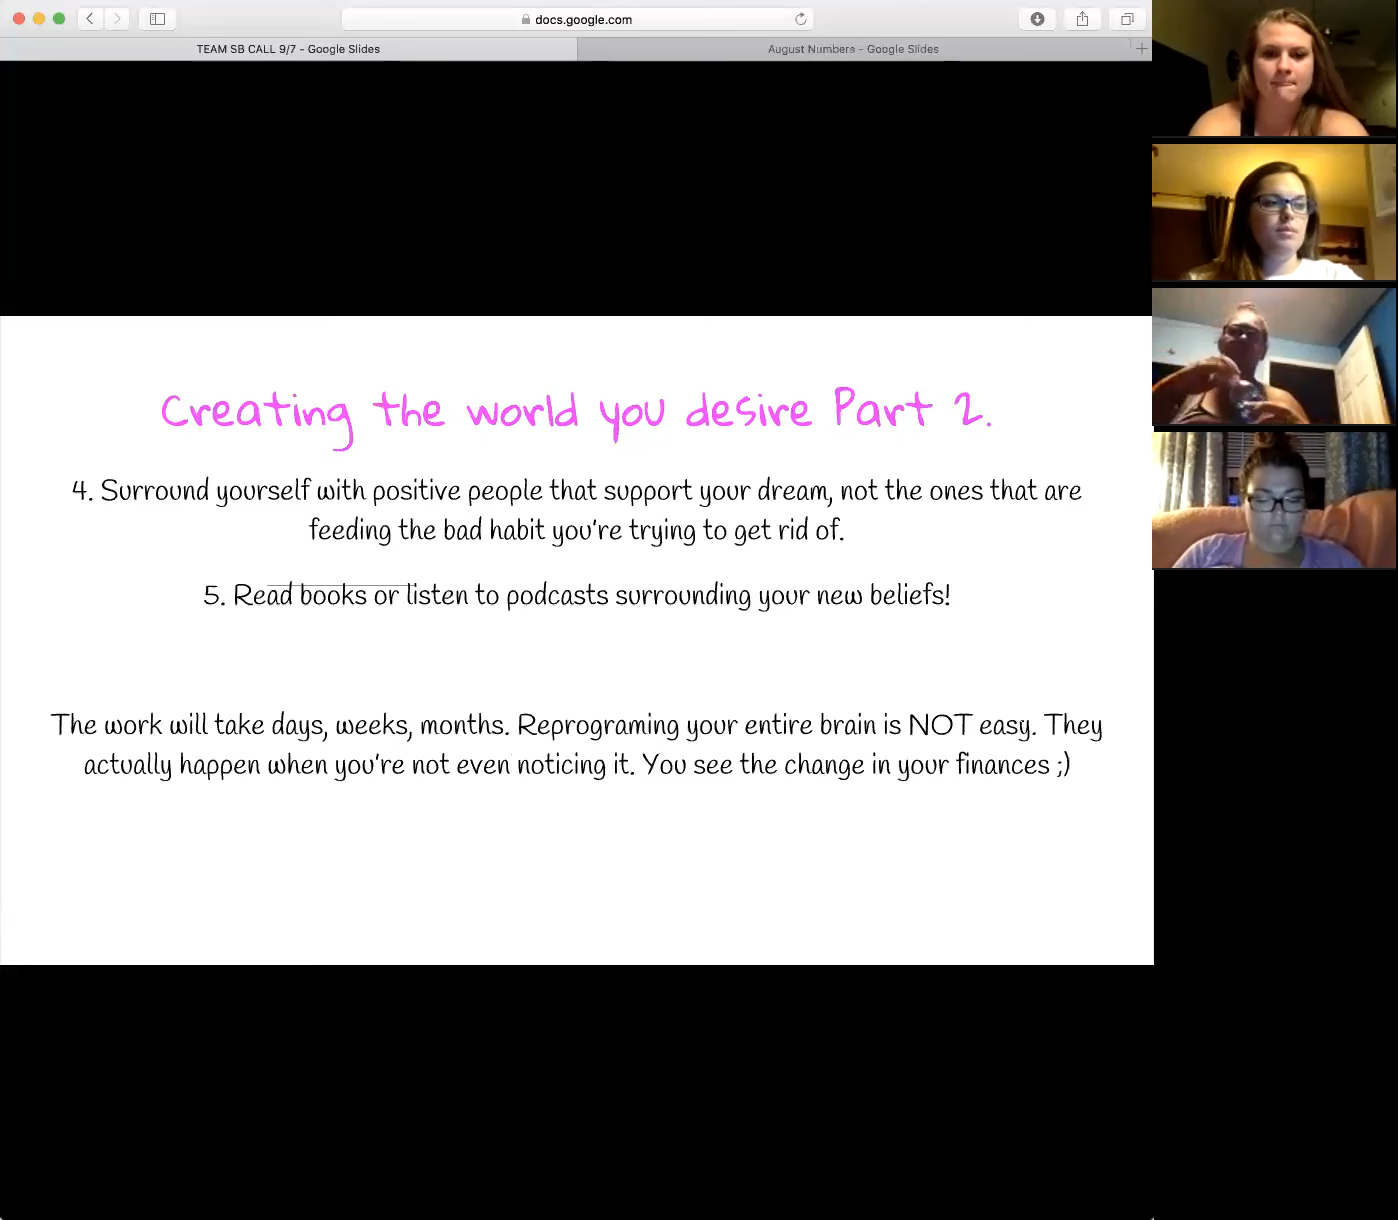 docs.google.com
TEAM SB CALL 9/7 - Google Slides
August Numbers - Google Slides
Creating the world you desire Part 2.
4. Surround yourself with positive people that support your dream, not the ones that are
feeding the bad habit you're trying to get rid of.
5. Read books or listen to podcasts surrounding your new beliefs!
The work will take days, weeks, months. Reprograming your entire brain is NOT easy. They
actually happen when you're not even noticing it. You see the change in your finances ;)